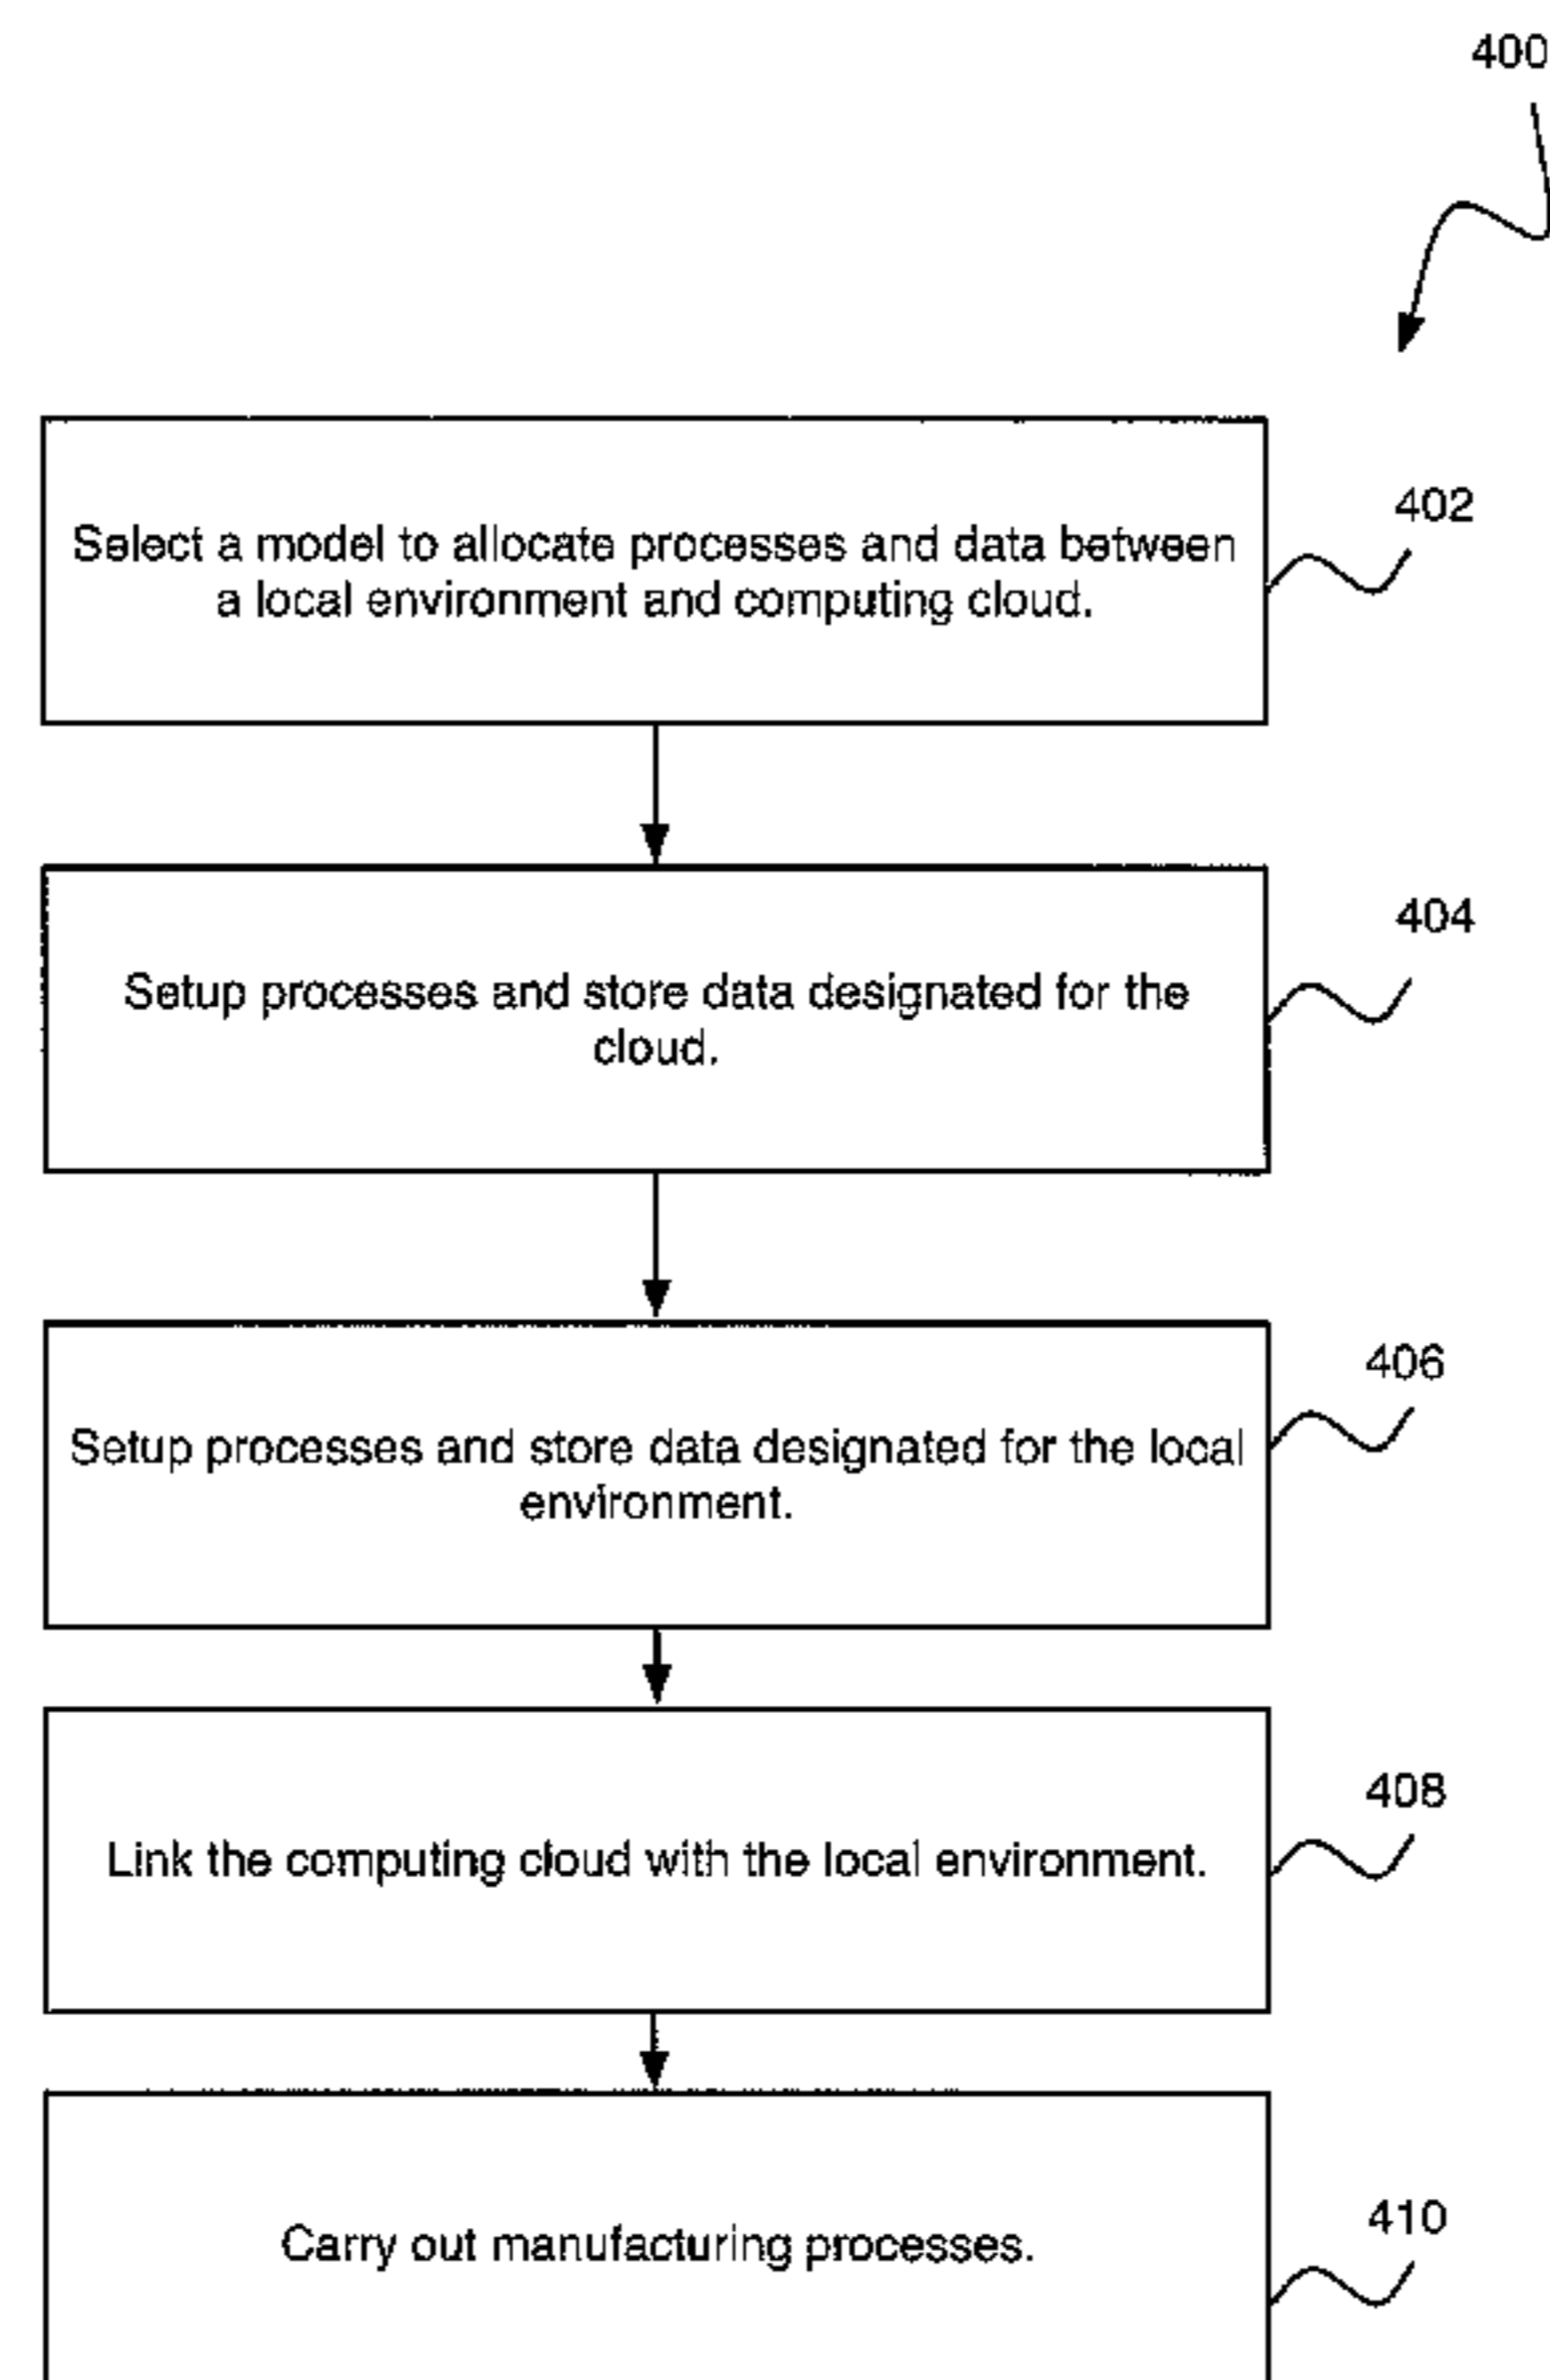 400
Select a model to allocate processes and data between
a local environment and computing cloud.
402
Setup processes and store data designated for the
cloud.
404
Setup processes and store data designated for the local
environment.
406
Link the computing cloud with the local environment.
408
Carry out manufacturing processes.
410